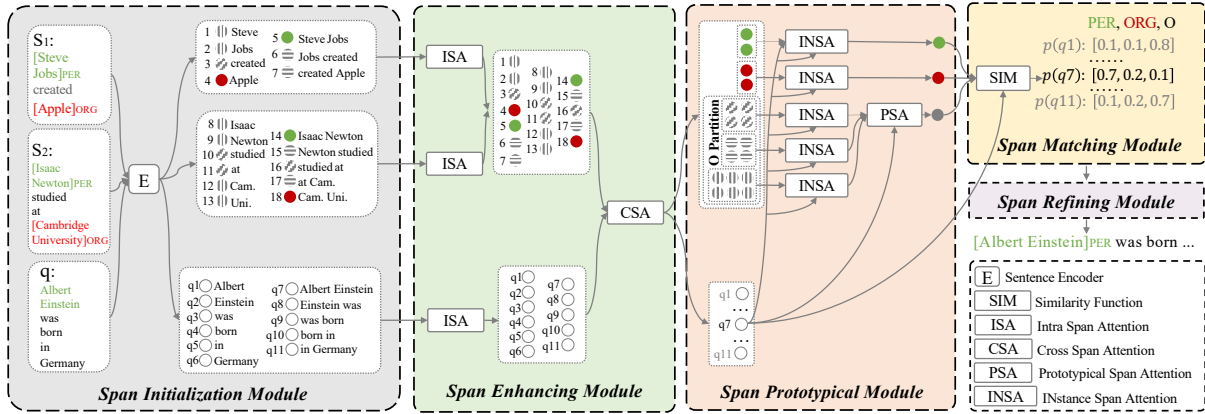 S1:
[Steve
Jobs]PER
created
[Apple]ORG
S2:
[Isaac
Newton]PER
studied
at
[Cambridge
University]ORG
q:
Albert
Einstein
was
born
in
Germany
E
1 Steve
2 Jobs
3 created
4 Apple
5 Steve Jobs
6 Jobs created
7 created Apple
8 Isaac
9 Newton
10 studied
11 at
12 Cam.
13 Uni.
14 Isaac Newton
15 Newton studied
16 studied at
17 at Cam.
18 Cam. Uni.
q1 Albert
q2 Einstein
q3 was
q4 born
q5 in
q6 Germany
q7 Albert Einstein
q8 Einstein was
q9 was born
q10 born in
q11 in Germany
Span Initialization Module
ISA
ISA
ISA
1
2
3
4
5
6
7
8
9
10
11
12
13
14
15
16
17
18
q1
q2
q3
q4
q5
q6
q7
q8
q9
q10
q11
CSA
Span Enhancing Module
O Partition
INSA
INSA
INSA
INSA
INSA
PSA
q1
...
q7
...
q11
Span Prototypical Module
SIM
PER, ORG, O
p(q1): [0.1, 0.1, 0.8]
......
p(q7): [0.7, 0.2, 0.1]
......
p(q11): [0.1, 0.2, 0.7]
Span Matching Module
Span Refining Module
[Albert Einstein]PER was born ...
E Sentence Encoder
SIM Similarity Function
ISA Intra Span Attention
CSA Cross Span Attention
PSA Prototypical Span Attention
INSA INstance Span Attention